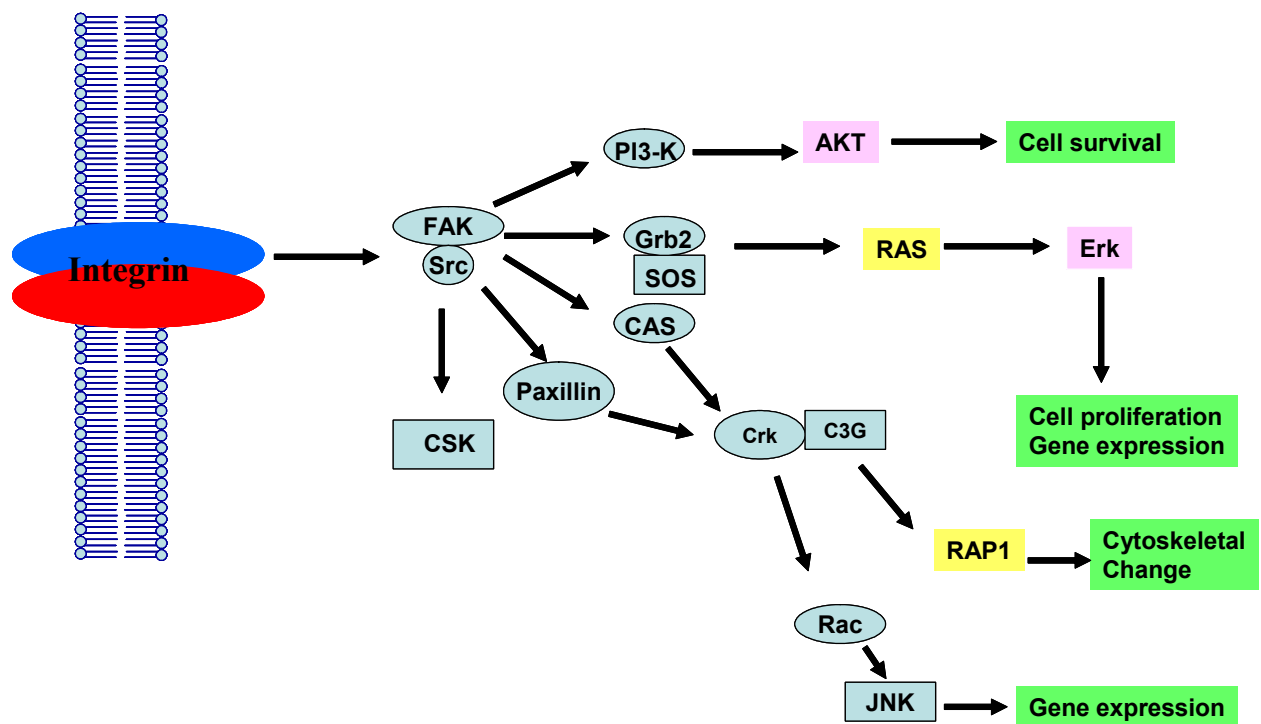 PI3-K
AKT
Cell survival
FAK
Src
Grb2
SOS
RAS
Erk
Integrin
CAS
Paxillin
CSK
Crk
C3G
Cell proliferation
Gene expression
RAP1
Cytoskeletal
Change
Rac
JNK
Gene expression